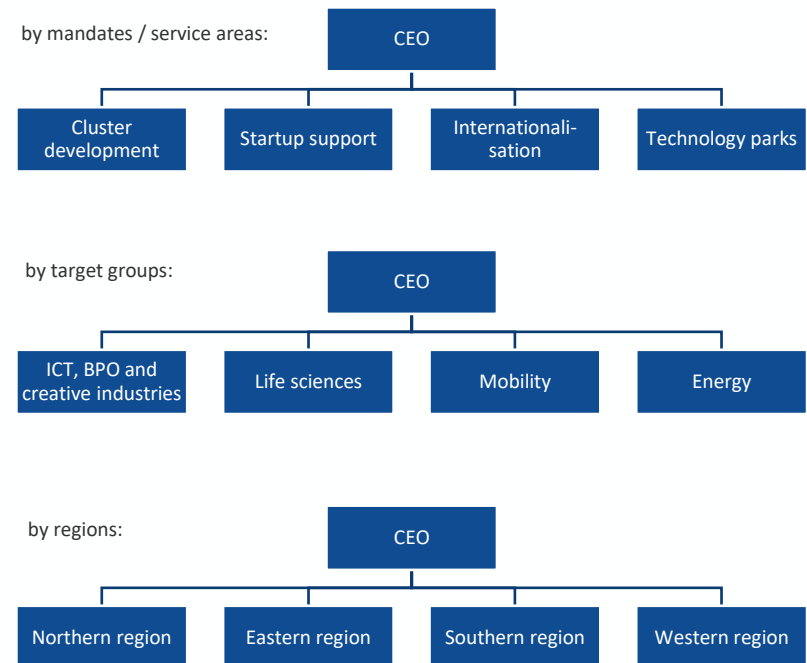 by mandates / service areas:
CEO
Cluster
development
Startup support
Internationali-
sation
Technology parks
by target groups:
CEO
ICT, BPO and
creative industries
Life sciences
Mobility
Energy
by regions:
CEO
Northern region
Eastern region
Southern region
Western region